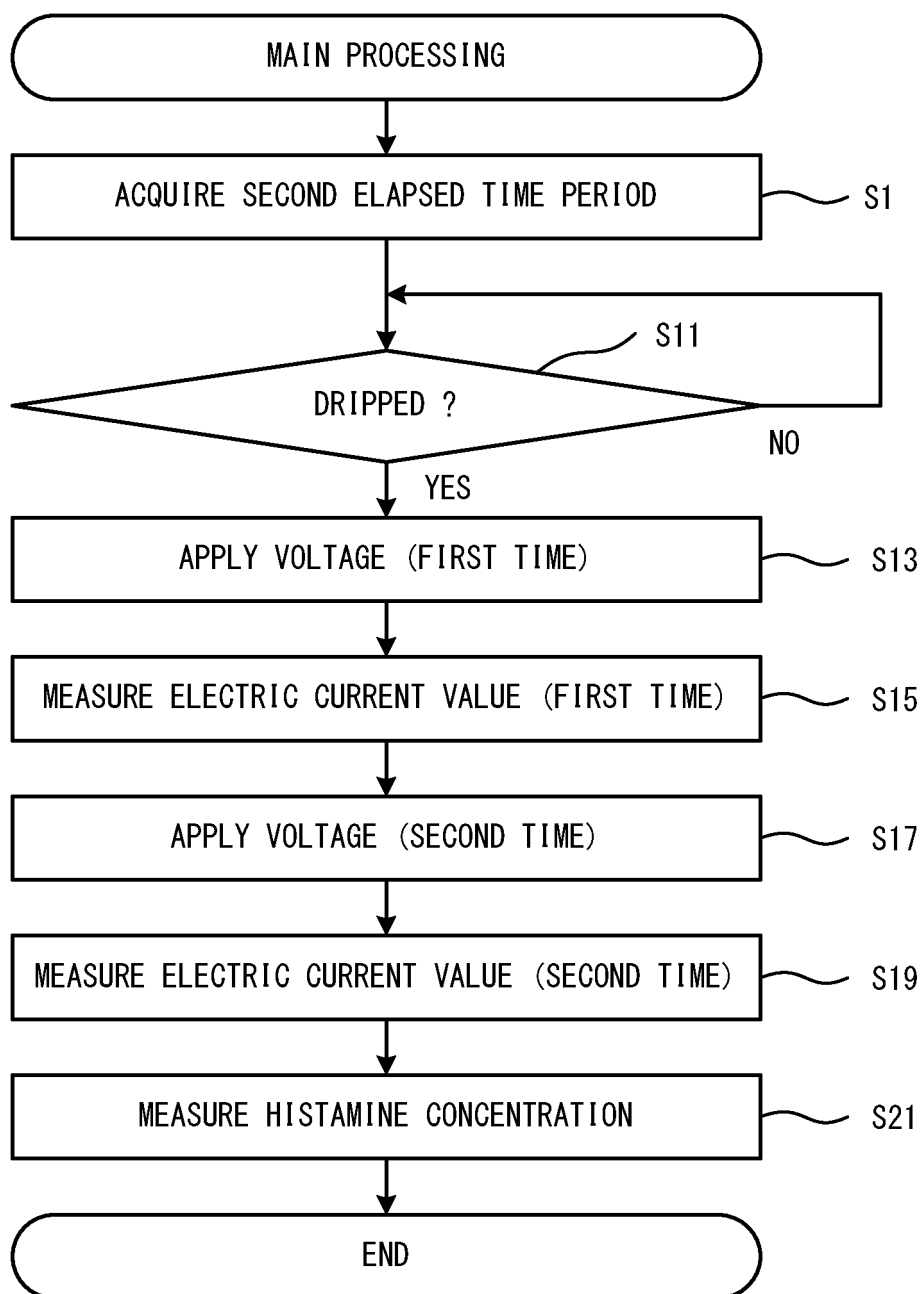 MAIN PROCESSING
ACQUIRE SECOND ELAPSED TIME PERIOD
S1
S11
DRIPPED ?
NO
YES
APPLY VOLTAGE (FIRST TIME)
S13
MEASURE ELECTRIC CURRENT VALUE (FIRST TIME)
S15
APPLY VOLTAGE (SECOND TIME)
S17
MEASURE ELECTRIC CURRENT VALUE (SECOND TIME)
S19
MEASURE HISTAMINE CONCENTRATION
S21
END